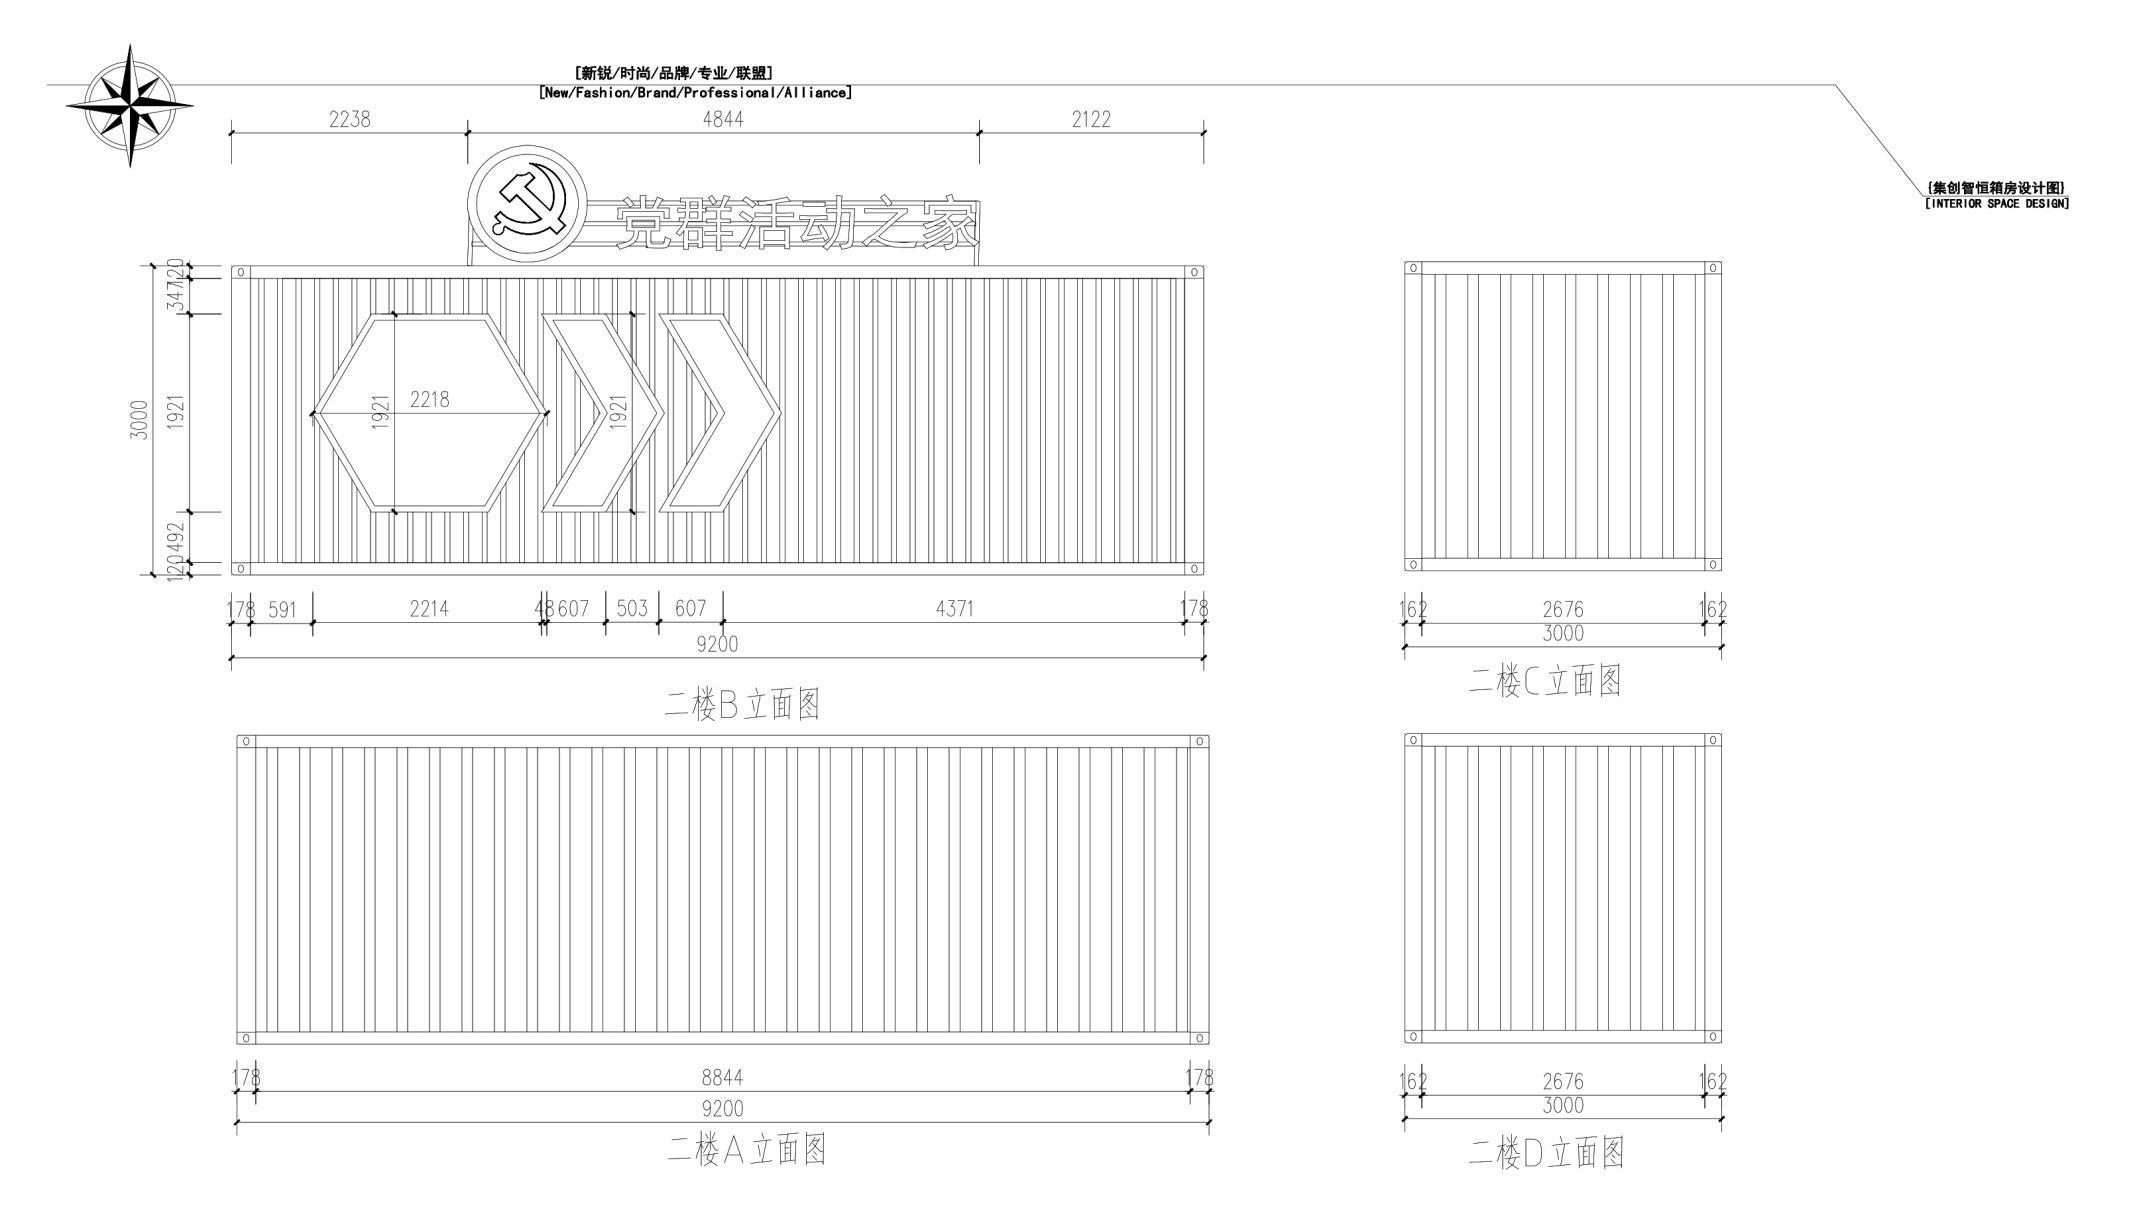 [新锐/时尚/品牌/专业/联盟]
[New/Fashion/Brand/Professional/Alliance]
2238 4844 2122
{集创智恒箱房设计图}
[INTERIOR SPACE DESIGN]
党群活动之家
120
347
1921
492
120
3000
1921
2218
1921
178 591 2214 48 607 503 607 4371 178
9200
二楼B立面图
162 2676 162
3000
二楼C立面图
178 8844 178
9200
二楼A立面图
162 2676 162
3000
二楼D立面图